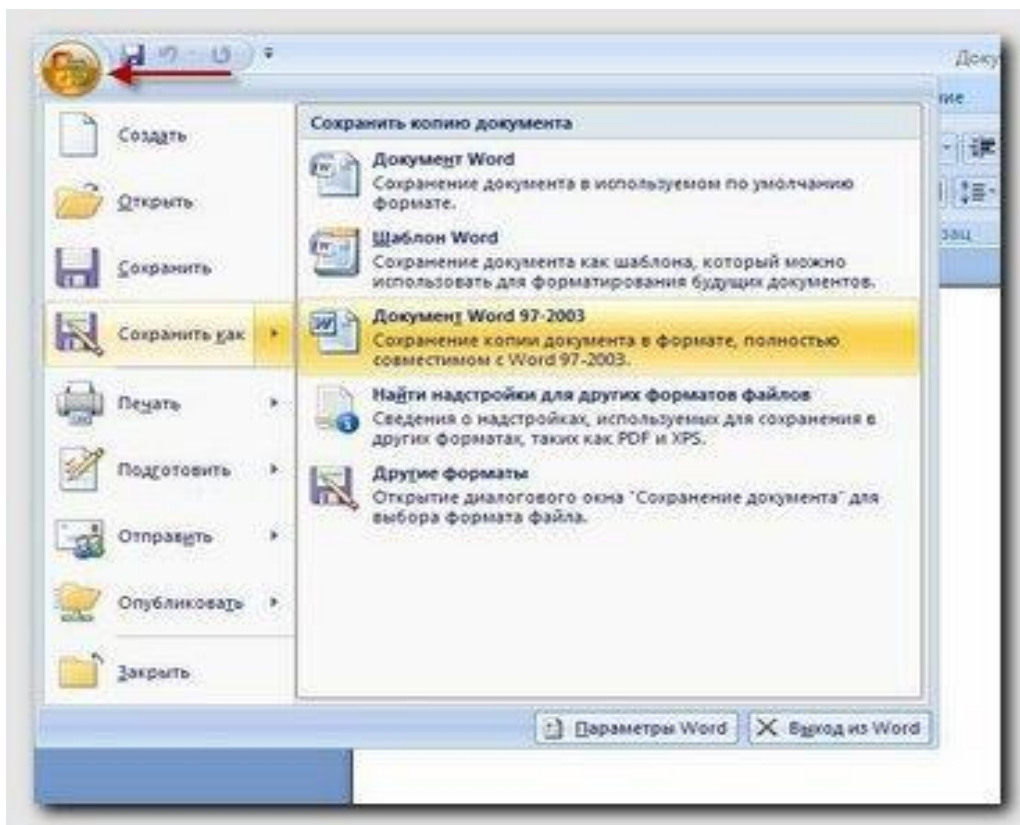 Доку
ние
зац
Создать
Открыть
Сохранить
Сохранить как
Печать
Подготовить
Отправить
Опубликовать
Закрыть
Сохранить копию документа
Документ Word
Сохранение документа в используемом по умолчанию
формате.
Шаблон Word
Сохранение документа как шаблона, который можно
использовать для форматирования будущих документов.
Документ Word 97-2003
Сохранение копии документа в формате, полностью
совместимом с Word 97-2003.
Найти надстройки для других форматов файлов
Сведения о надстройках, используемых для сохранения в
других форматах, таких как PDF и XPS.
Другие форматы
Открытие диалогового окна "Сохранение документа" для
выбора формата файла.
Параметры Word
Выход из Word